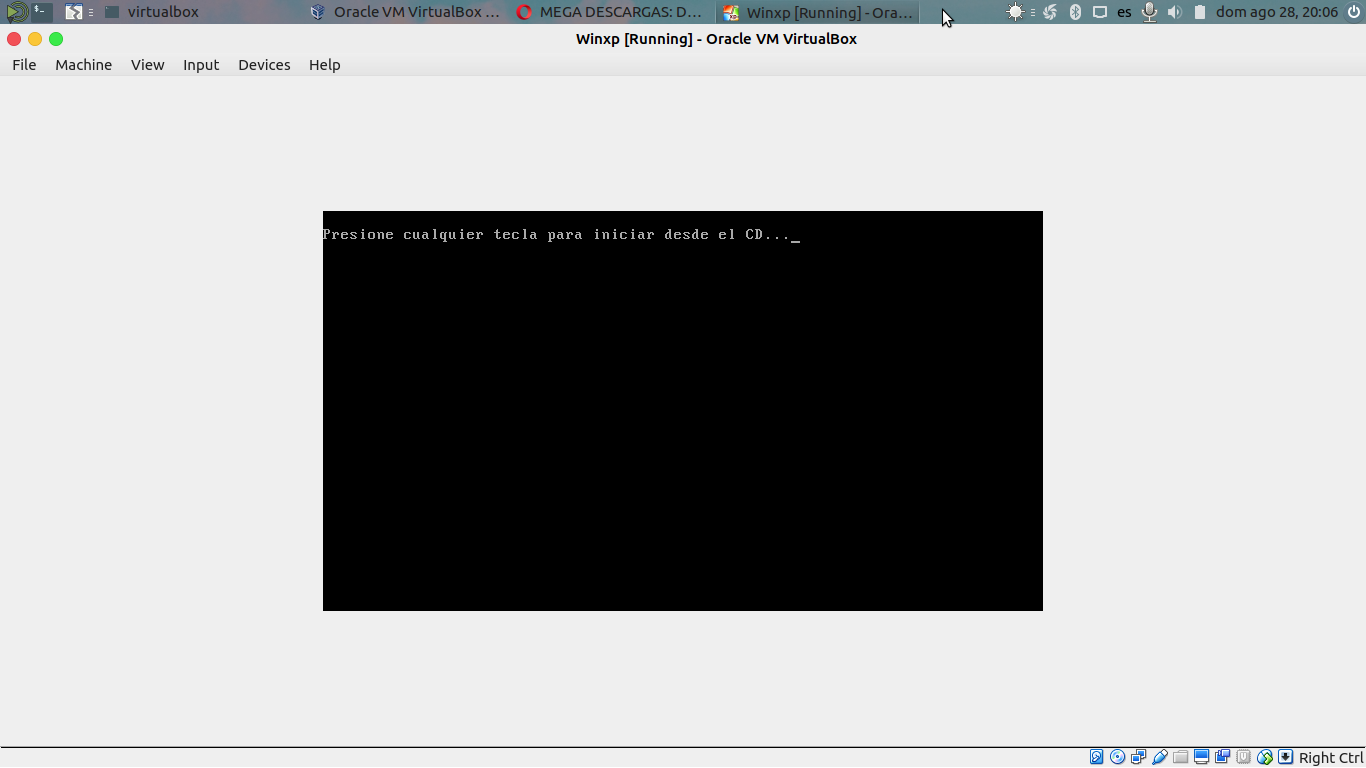 virtualbox Oracle VM VirtualBox ... MEGA DESCARGAS: D... Winxp [Running] - Ora... es dom ago 28, 20:06
Winxp [Running] - Oracle VM VirtualBox
File Machine View Input Devices Help
Presione cualquier tecla para iniciar desde el CD..._
Right Ctrl